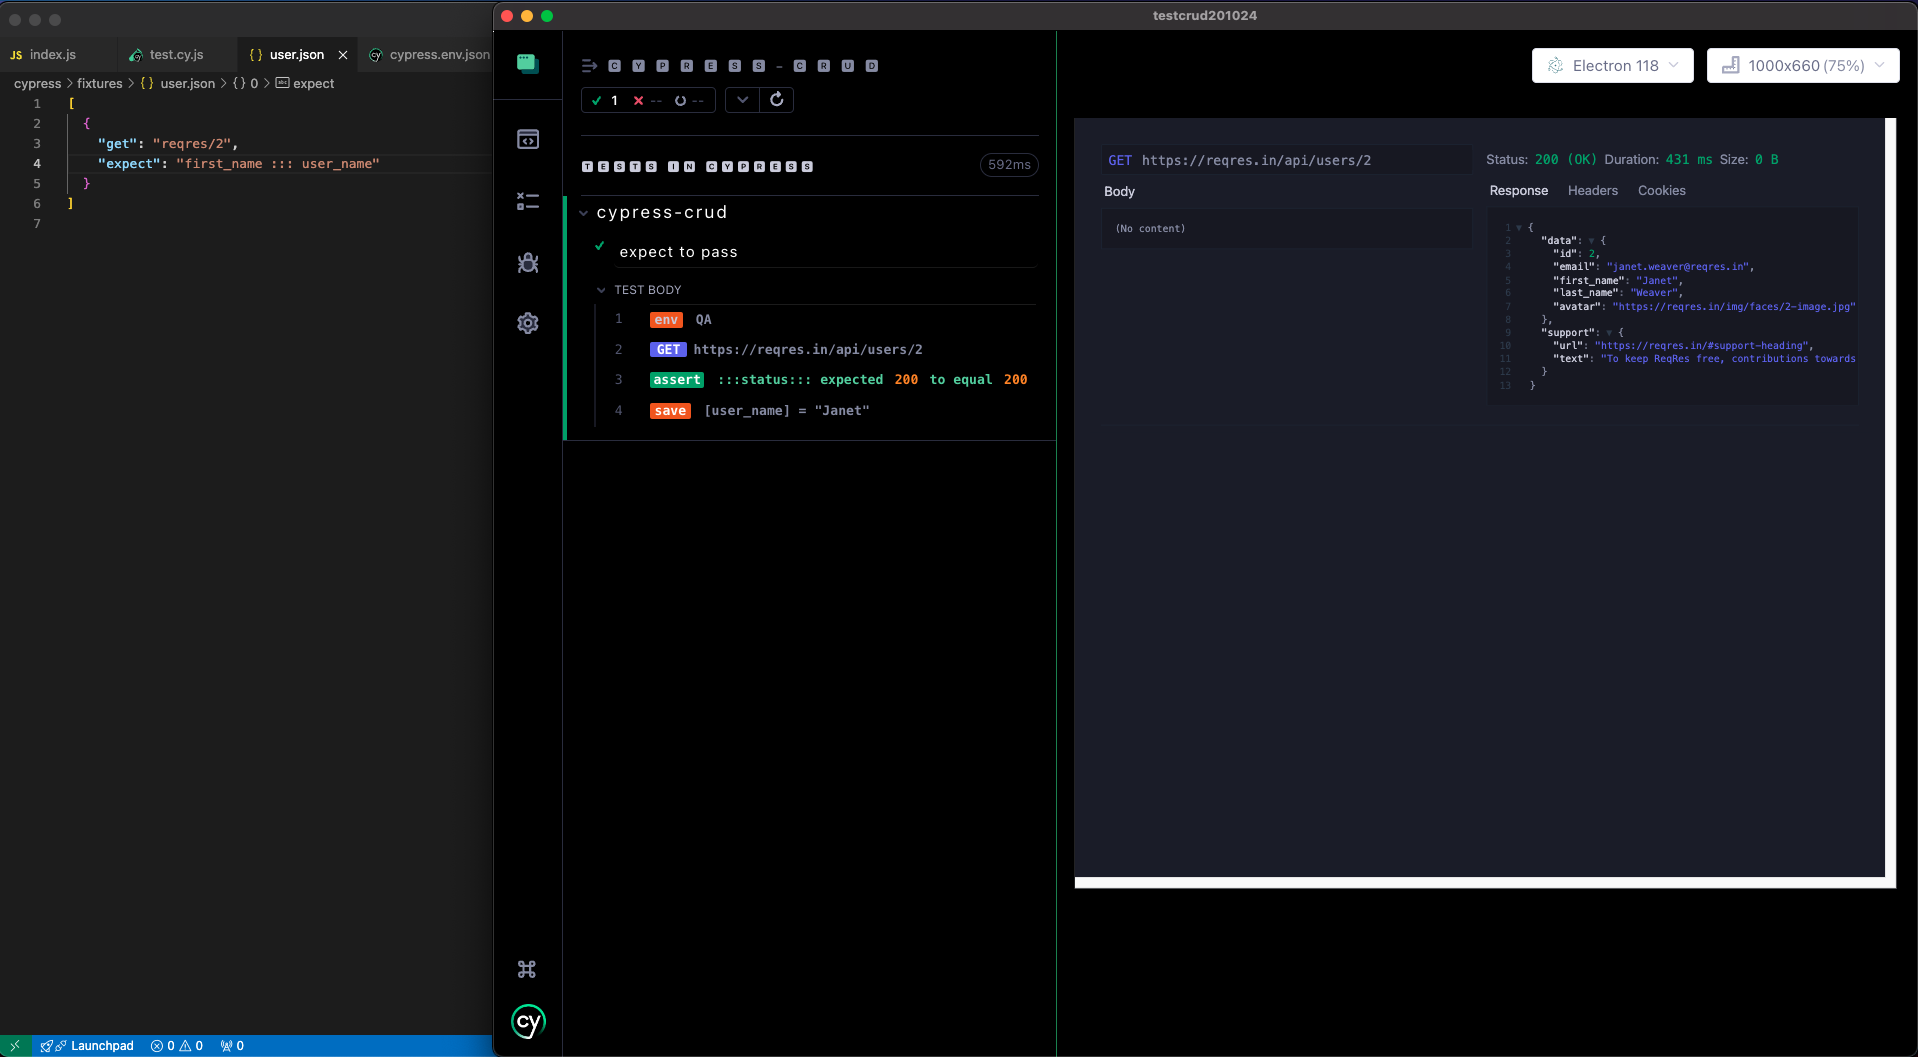 index.js
test.cy.js
user.json
cypress.env.json
cypress > fixtures > {} user.json > {} 0 > expect
1 [
2 {
3 "get": "reqres/2",
4 "expect": "first_name ::: user_name"
5 }
6 ]
7
Launchpad
0 0 0
testcrud201024
CYPRESS-CRUD
1 -- --
TESTS IN CYPRESS
592ms
cypress-crud
expect to pass
TEST BODY
1 env QA
2 GET https://reqres.in/api/users/2
3 assert :::status::: expected 200 to equal 200
4 save [user_name] = "Janet"
cy
Electron 118
1000x660 (75%)
GET https://reqres.in/api/users/2
Body
(No content)
Status: 200 (OK) Duration: 431 ms Size: 0 B
Response Headers Cookies
1 {
2 "data": {
3 "id": 2,
4 "email": "janet.weaver@reqres.in",
5 "first_name": "Janet",
6 "last_name": "Weaver",
7 "avatar": "https://reqres.in/img/faces/2-image.jpg"
8 },
9 "support": {
10 "url": "https://reqres.in/#support-heading",
11 "text": "To keep ReqRes free, contributions towards
12 }
13 }